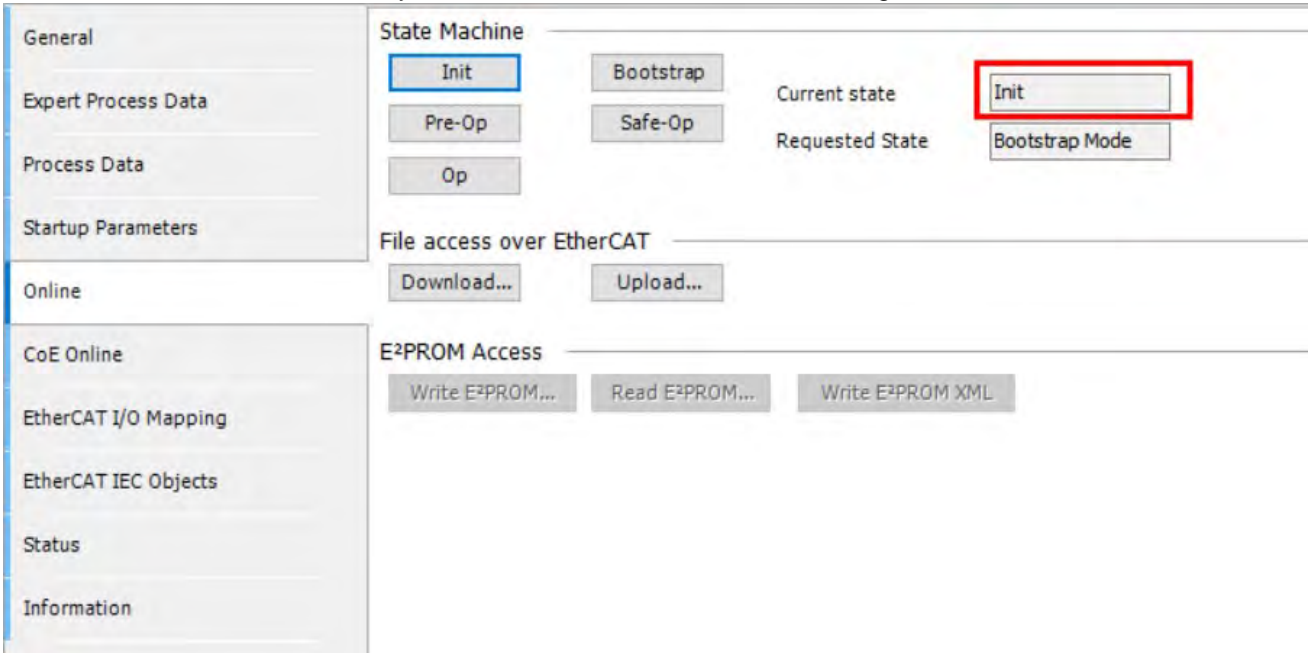 General
Expert Process Data
Process Data
Startup Parameters
Online
CoE Online
EtherCAT I/O Mapping
EtherCAT IEC Objects
Status
Information
State Machine
Init Bootstrap
Current state Init
Pre-Op Safe-Op
Requested State Bootstrap Mode
Op
File access over EtherCAT
Download... Upload...
E²PROM Access
Write E²PROM... Read E²PROM... Write E²PROM XML